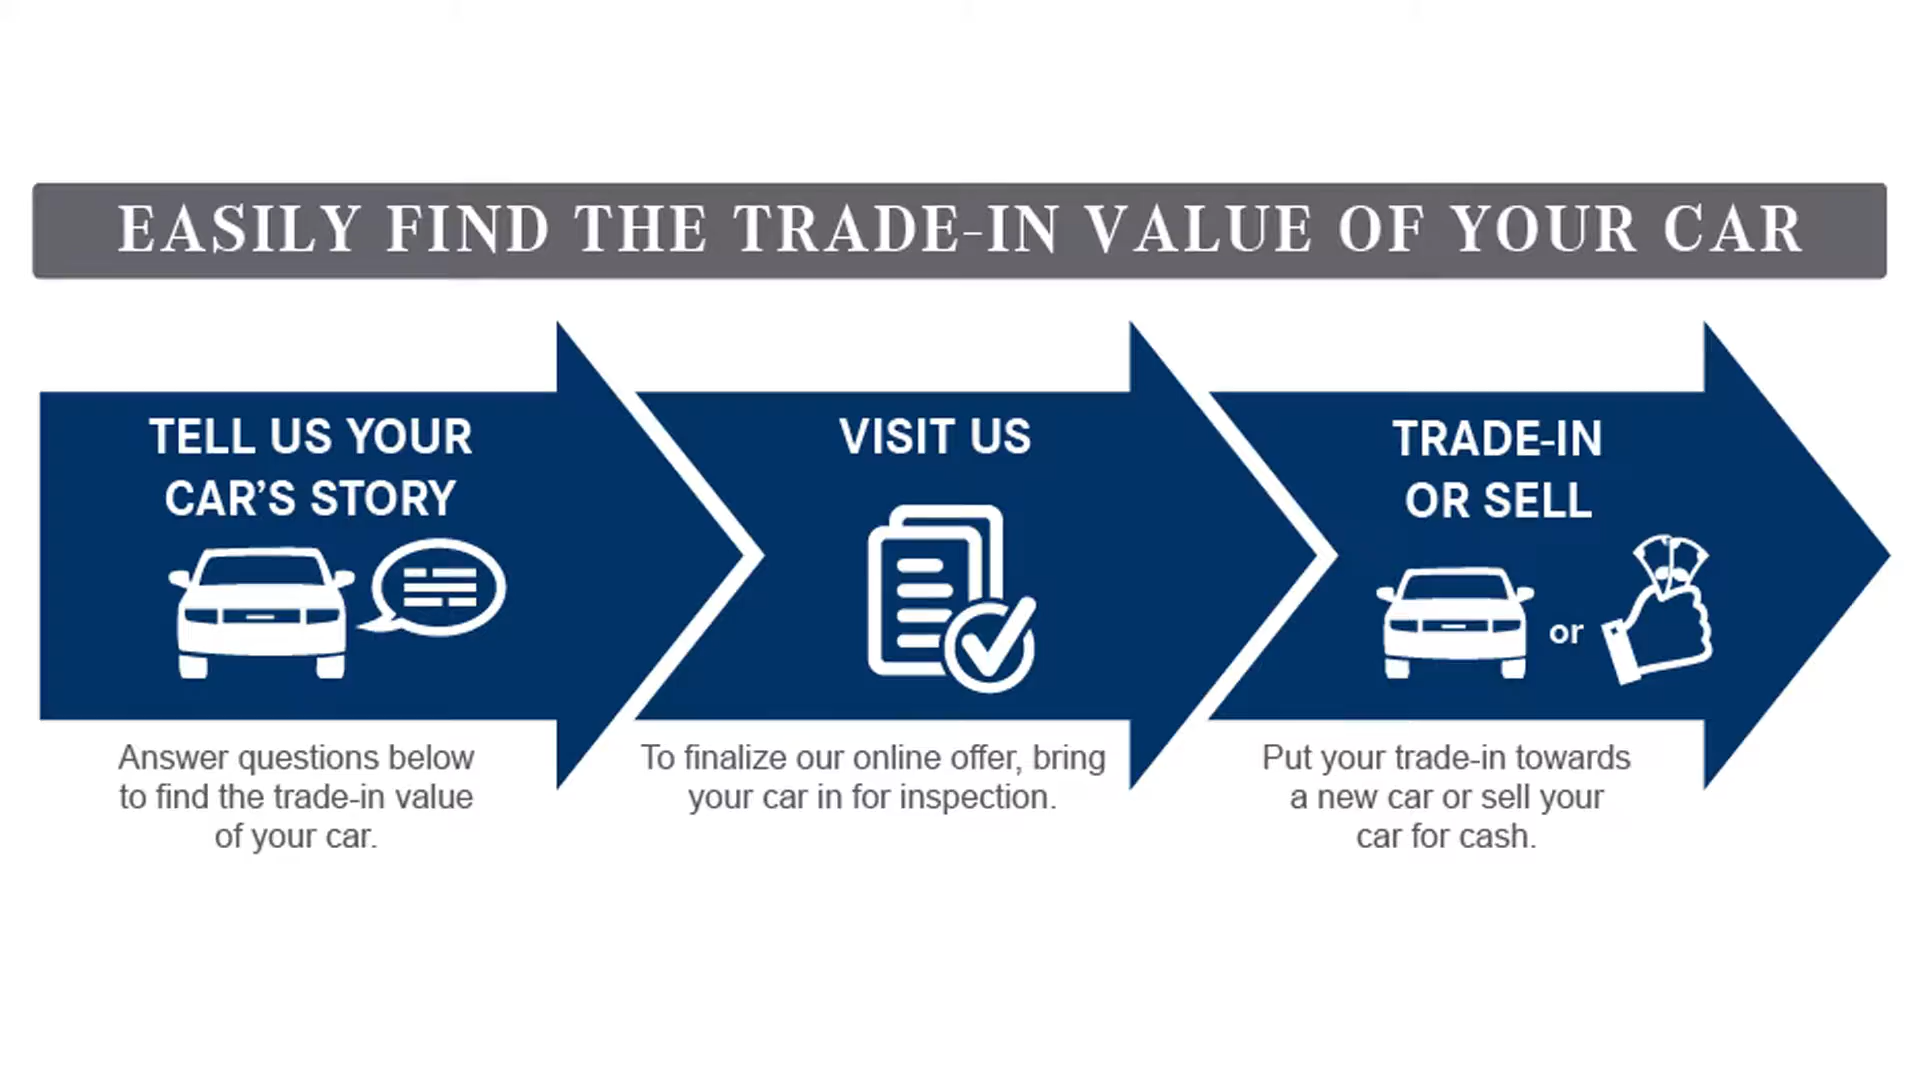 EASILY FIND THE TRADE-IN VALUE OF YOUR CAR
TELL US YOUR
CAR’S STORY
VISIT US
TRADE-IN
OR SELL
or
Answer questions below
to find the trade-in value
of your car.
To finalize our online offer, bring
your car in for inspection.
Put your trade-in towards
a new car or sell your
car for cash.